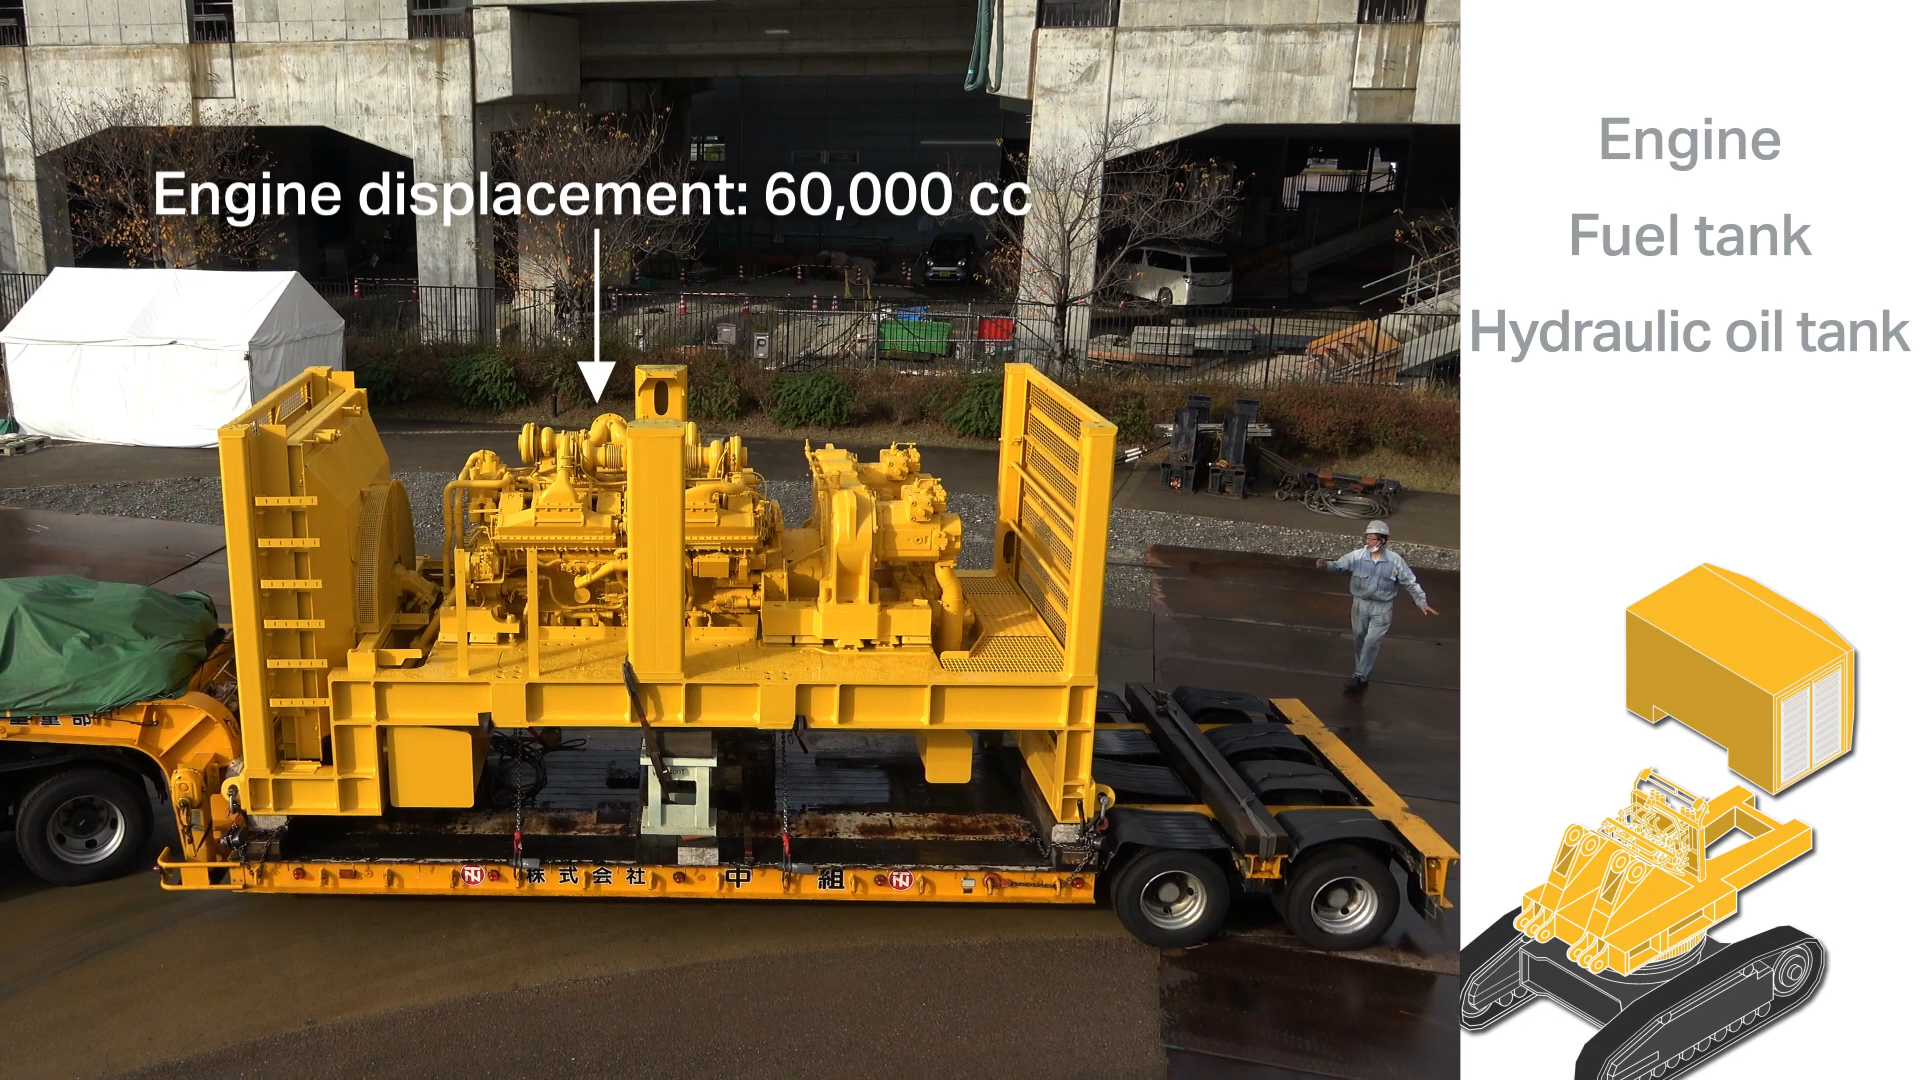 Engine displacement: 60,000 cc
Engine
Fuel tank
Hydraulic oil tank
株式会社 中組